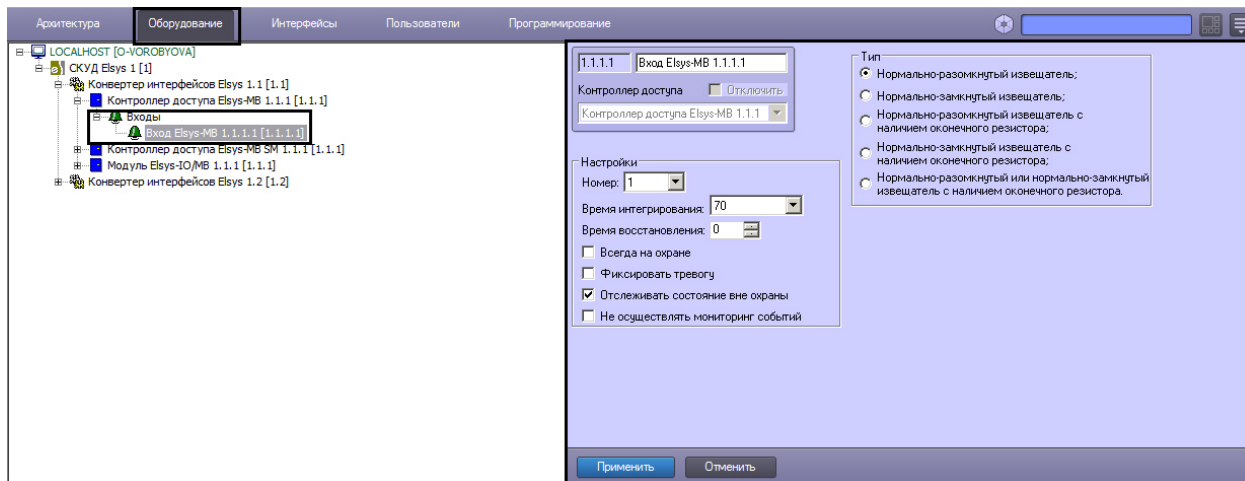 Архитектура
Оборудование
Интерфейсы
Пользователи
Программирование
LOCALHOST [O-VOROBYOVA]
СКУД Elsys 1 [1]
Конвертер интерфейсов Elsys 1.1 [1.1]
Контроллер доступа Elsys-MB 1.1.1 [1.1.1]
Входы
Вход Elsys-MB 1.1.1.1 [1.1.1.1]
Контроллер доступа Elsys-MB SM 1.1.1 [1.1.1]
Модуль Elsys-IO/MB 1.1.1 [1.1.1]
Конвертер интерфейсов Elsys 1.2 [1.2]
1.1.1.1
Вход Elsys-MB 1.1.1.1
Контроллер доступа
Отключить
Контроллер доступа Elsys-MB 1.1.1
Настройки
Номер: 1
Время интегрирования: 70
Время восстановления: 0
Всегда на охране
Фиксировать тревогу
Отслеживать состояние вне охраны
Не осуществлять мониторинг событий
Тип
Нормально-разомкнутый извещатель;
Нормально-замкнутый извещатель;
Нормально-разомкнутый извещатель с
наличием оконечного резистора;
Нормально-замкнутый извещатель с
наличием оконечного резистора;
Нормально-разомкнутый или нормально-замкнутый
извещатель с наличием оконечного резистора.
Применить
Отменить